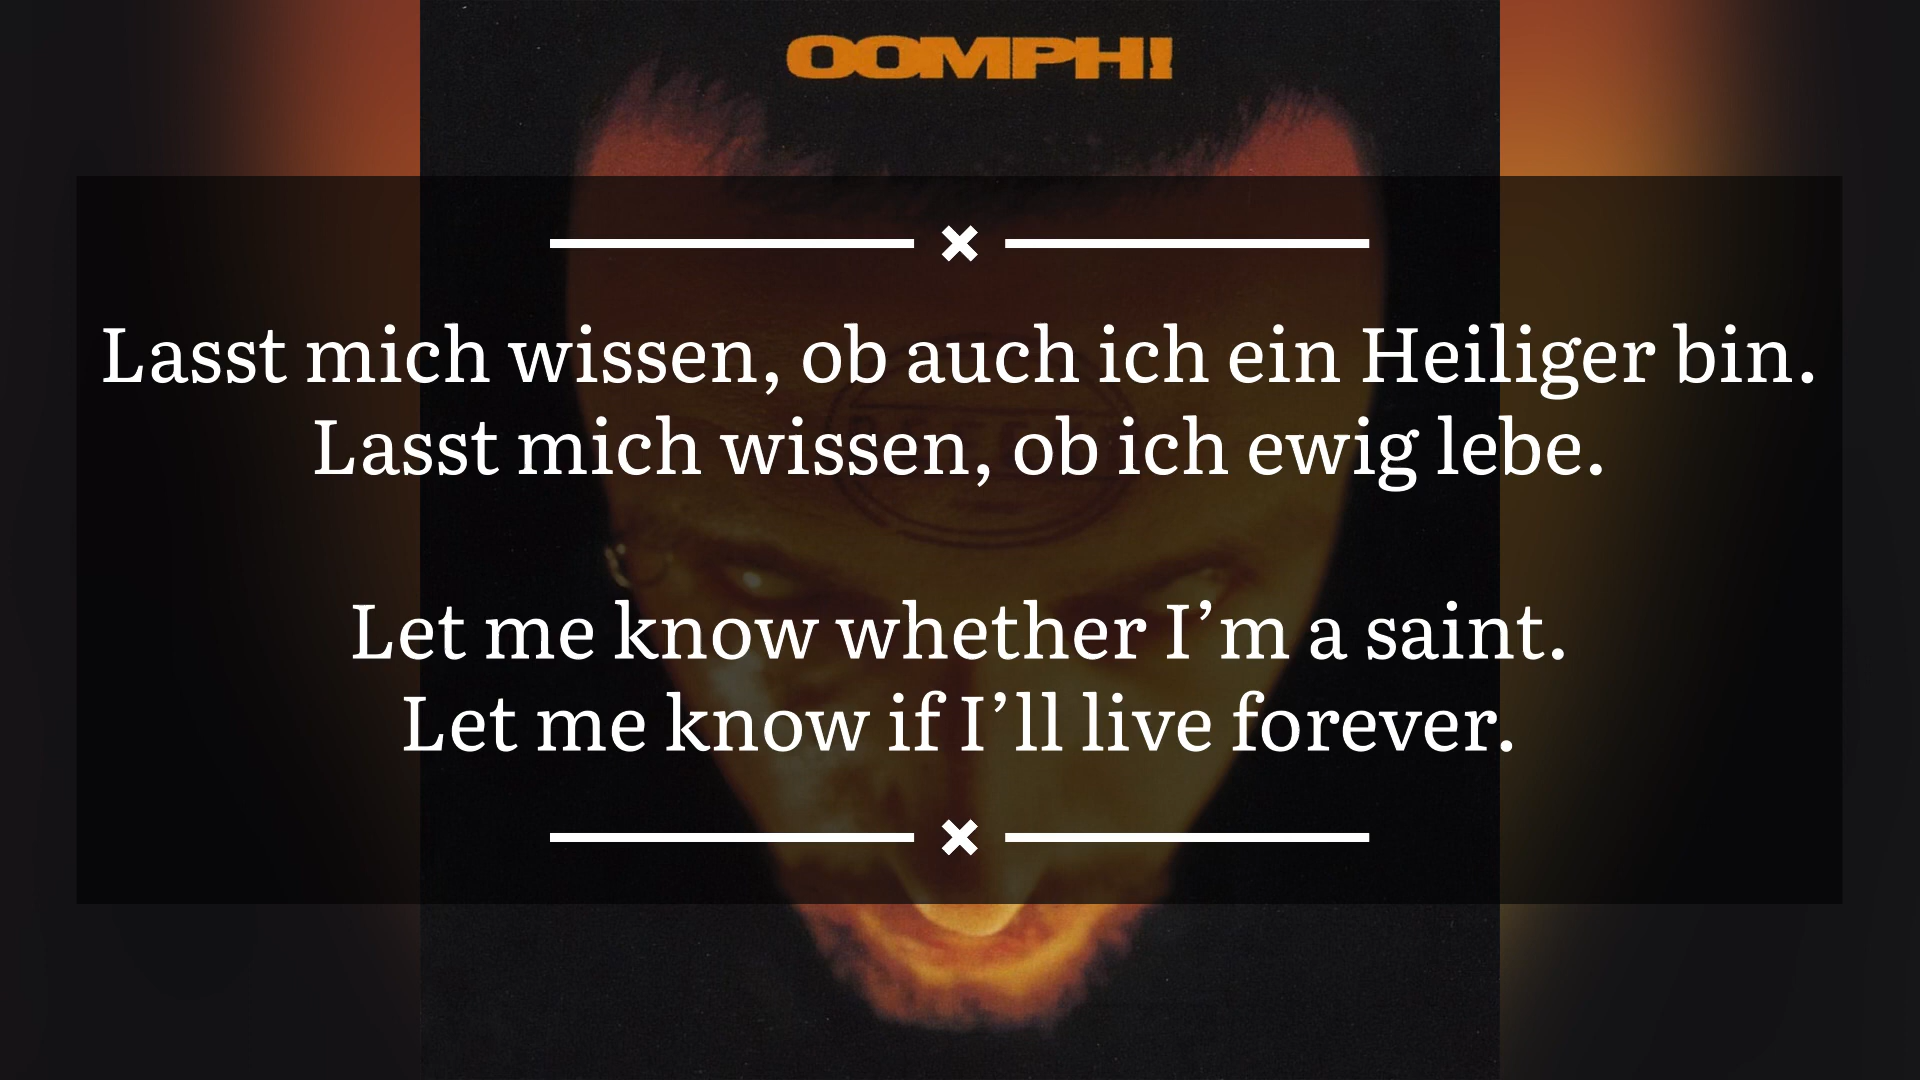 OOMPH!
Lasst mich wissen, ob auch ich ein Heiliger bin.
Lasst mich wissen, ob ich ewig lebe.
Let me know whether I’m a saint.
Let me know if I’ll live forever.